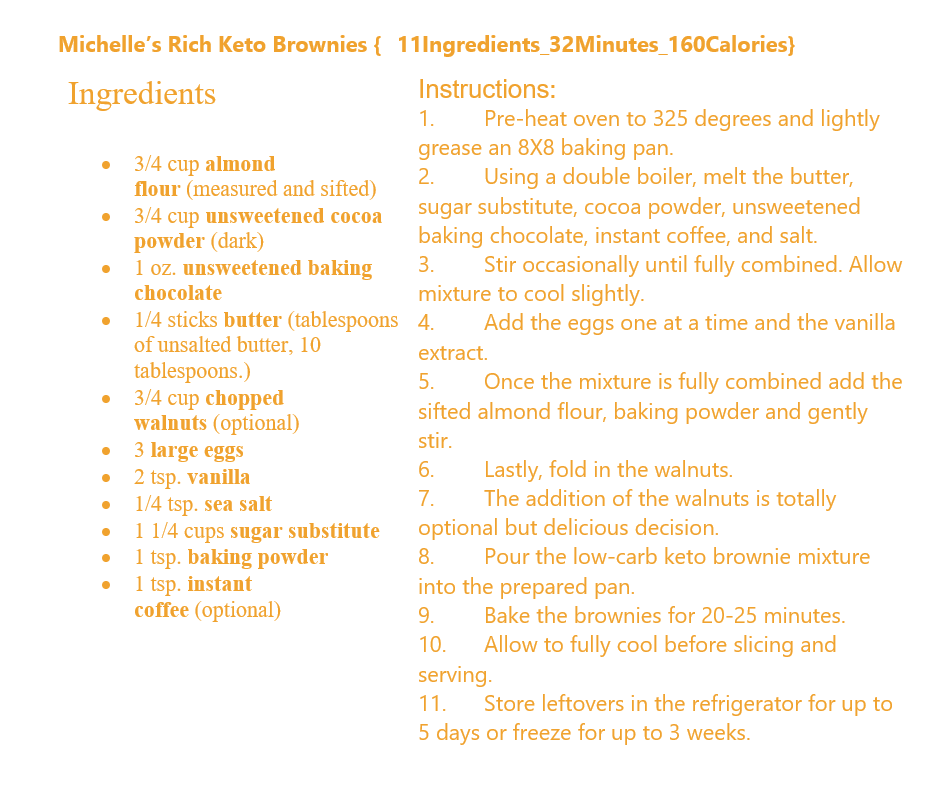 Michelle’s Rich Keto Brownies {  11Ingredients_32Minutes_160Calories}
Ingredients
• 3/4 cup almond
flour (measured and sifted)
• 3/4 cup unsweetened cocoa
powder (dark)
• 1 oz. unsweetened baking
chocolate
• 1/4 sticks butter (tablespoons
of unsalted butter, 10
tablespoons.)
• 3/4 cup chopped
walnuts (optional)
• 3 large eggs
• 2 tsp. vanilla
• 1/4 tsp. sea salt
• 1 1/4 cups sugar substitute
• 1 tsp. baking powder
• 1 tsp. instant
coffee (optional)
Instructions:
1. Pre-heat oven to 325 degrees and lightly
grease an 8X8 baking pan.
2. Using a double boiler, melt the butter,
sugar substitute, cocoa powder, unsweetened
baking chocolate, instant coffee, and salt.
3. Stir occasionally until fully combined. Allow
mixture to cool slightly.
4. Add the eggs one at a time and the vanilla
extract.
5. Once the mixture is fully combined add the
sifted almond flour, baking powder and gently
stir.
6. Lastly, fold in the walnuts.
7. The addition of the walnuts is totally
optional but delicious decision.
8. Pour the low-carb keto brownie mixture
into the prepared pan.
9. Bake the brownies for 20-25 minutes.
10. Allow to fully cool before slicing and
serving.
11. Store leftovers in the refrigerator for up to
5 days or freeze for up to 3 weeks.